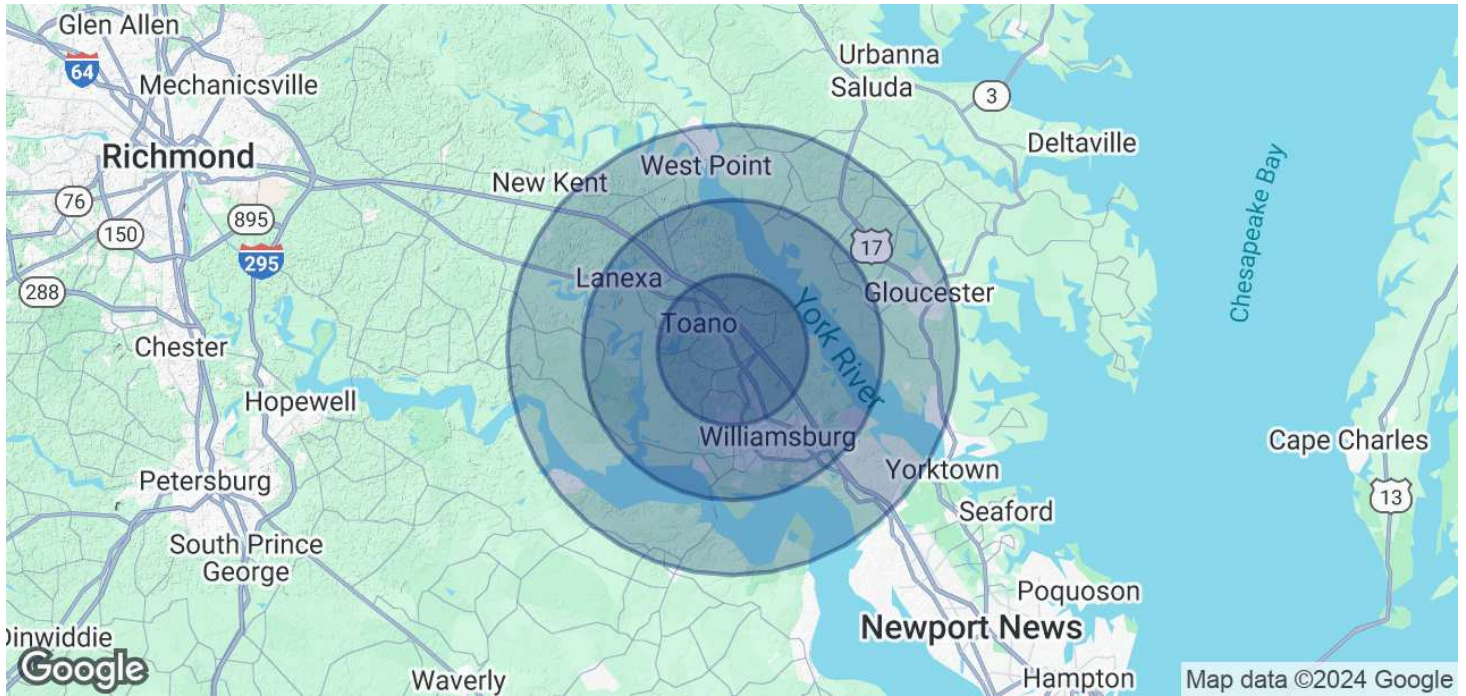 Glen Allen
64
Mechanicsville
Richmond
76
895
150
295
288
Chester
Hopewell
Petersburg
South Prince
George
Dinwiddie
Waverly
Urbanna
Saluda
3
Deltaville
West Point
New Kent
17
Lanexa
Gloucester
Toano
York River
Williamsburg
Yorktown
Seaford
Poquoson
Newport News
Hampton
Chesapeake Bay
Cape Charles
13
Google
Map data ©2024 Google